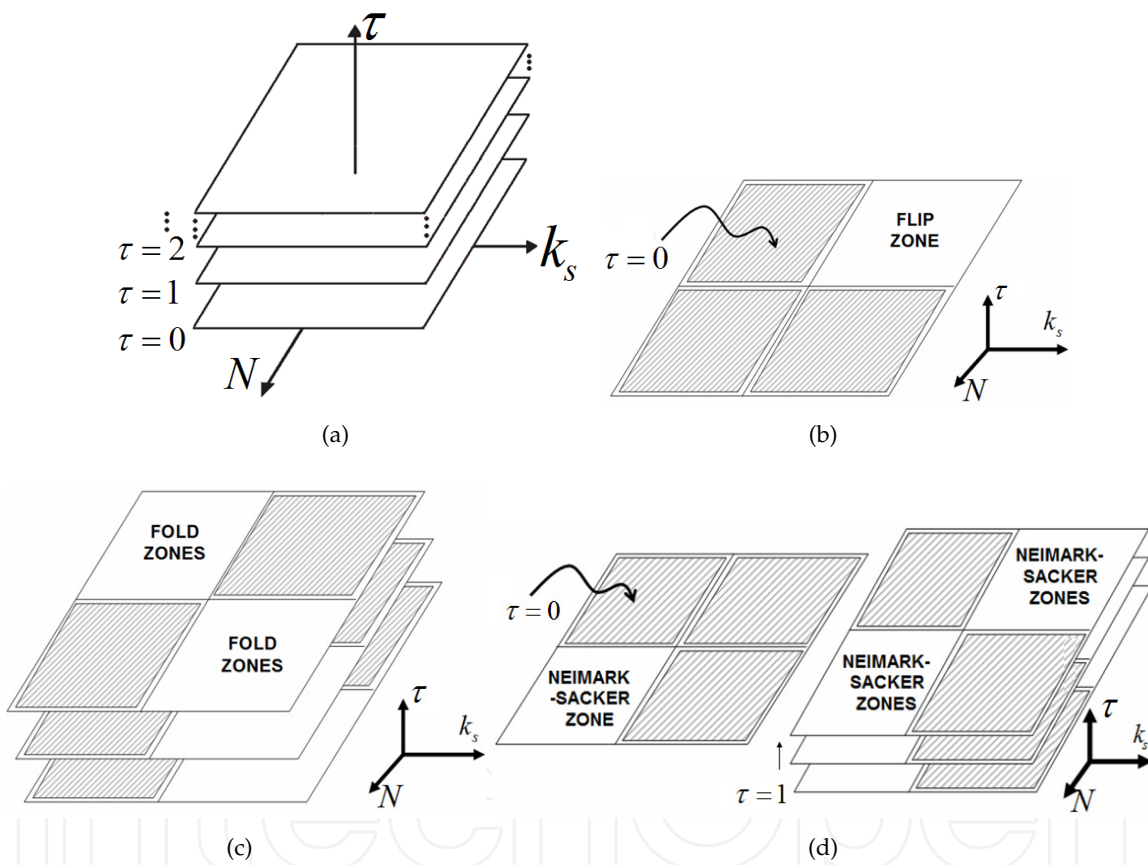 τ
τ = 2
τ = 1
τ = 0
k_s
N
(a)
FLIP
ZONE
τ = 0
τ
k_s
N
(b)
FOLD
ZONES
FOLD
ZONES
τ
k_s
N
(c)
τ = 0
NEIMARK
-SACKER
ZONE
NEIMARK-
SACKER
ZONES
NEIMARK-
SACKER
ZONES
τ = 1
τ
k_s
N
(d)